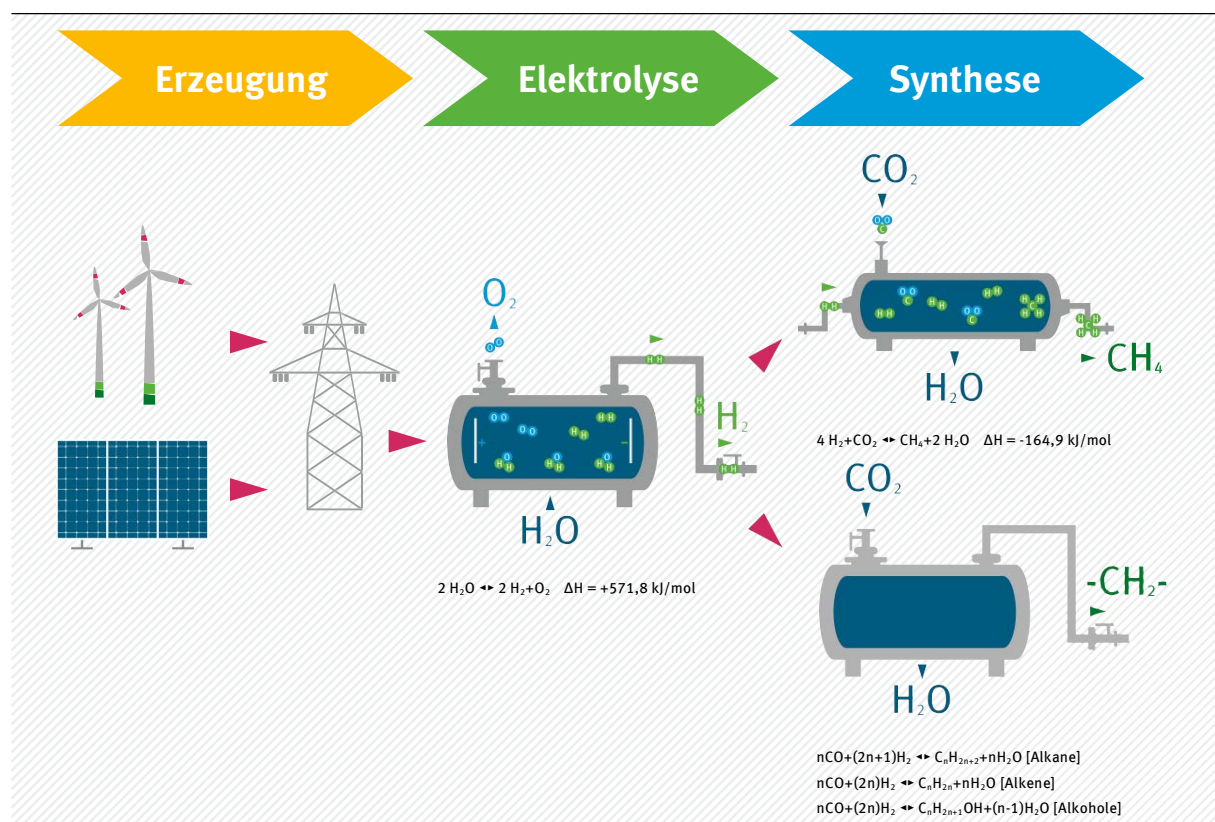 Erzeugung
Elektrolyse
Synthese
CO₂
O O
C
O₂
O O
H H
H H
H₂
H H
+
-
O O
O O
H H
H H
O
H H
O
H H
O
H H
H₂O
2 H₂O ◂▸ 2 H₂+O₂ ΔH = +571,8 kJ/mol
H H
H H
O O
C
H H
O O
C
H H
H H
C
H H
H H
C
H H
CH₄
H₂O
4 H₂+CO₂ ◂▸ CH₄+2 H₂O ΔH = -164,9 kJ/mol
CO₂
-CH₂-
H₂O
nCO+(2n+1)H₂ ◂▸ CₙH₂ₙ₊₂+nH₂O [Alkane]
nCO+(2n)H₂ ◂▸ CₙH₂ₙ+nH₂O [Alkene]
nCO+(2n)H₂ ◂▸ CₙH₂ₙ₊₁OH+(n-1)H₂O [Alkohole]